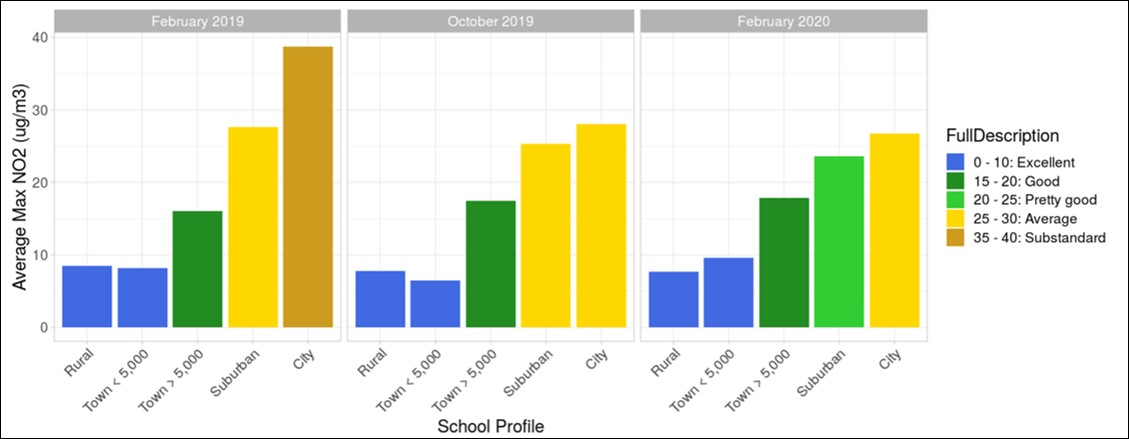 February 2019
October 2019
February 2020
Average Max NO2 (ug/m3)
40
30
20
10
0
Rural
Town < 5,000
Town > 5,000
Suburban
City
Rural
Town < 5,000
Town > 5,000
Suburban
City
Rural
Town < 5,000
Town > 5,000
Suburban
City
School Profile
FullDescription
0 - 10: Excellent
15 - 20: Good
20 - 25: Pretty good
25 - 30: Average
35 - 40: Substandard